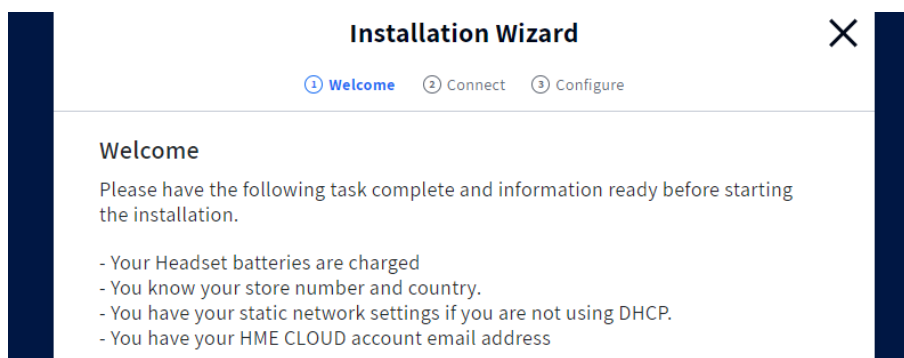 Installation Wizard
1 Welcome 2 Connect 3 Configure
Welcome
Please have the following task complete and information ready before starting
the installation.
- Your Headset batteries are charged
- You know your store number and country.
- You have your static network settings if you are not using DHCP.
- You have your HME CLOUD account email address